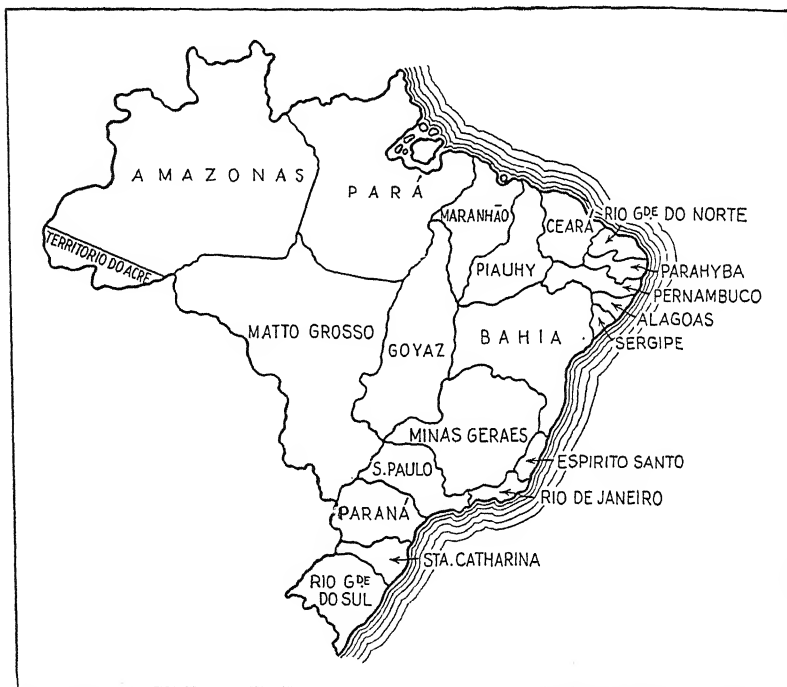 AMAZONAS
PARÁ
MARANHÃO
CEARÁ
RIO GDE. DO NORTE
TERRITORIO DO ACRE
PIAUHY
PARAHYBA
PERNAMBUCO
ALAGOAS
SERGIPE
MATTO GROSSO
GOYAZ
BAHIA
MINAS GERAES
S. PAULO
ESPIRITO SANTO
RIO DE JANEIRO
PARANÁ
STA. CATHARINA
RIO GDE.
DO SUL